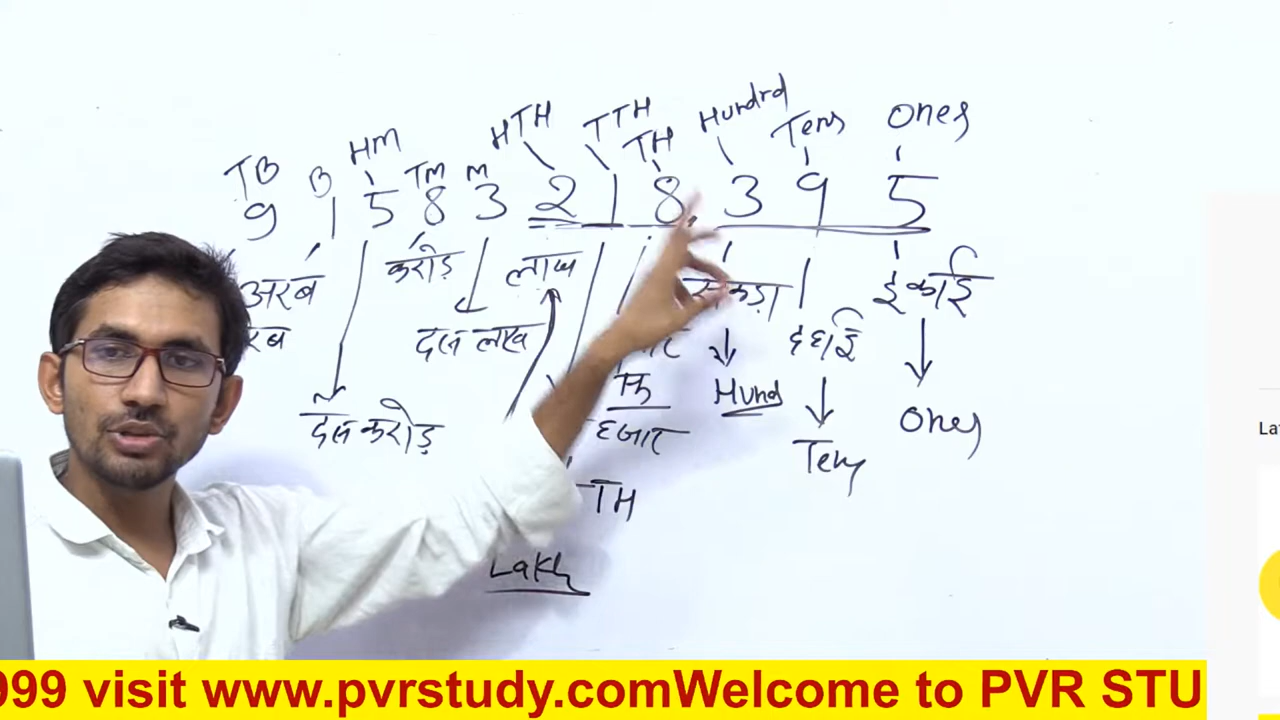 TB B HM TM M HTH TTH TH Hundrd Tens Ones
9 1 5 8 3 2 1 8, 3 9 5
अरब करोड़ लाख इकाई
दस लाख दहाई
दस करोड़ हजार Hund Ones
Tens
TH
Lakh
999 visit www.pvrstudy.comWelcome to PVR STU